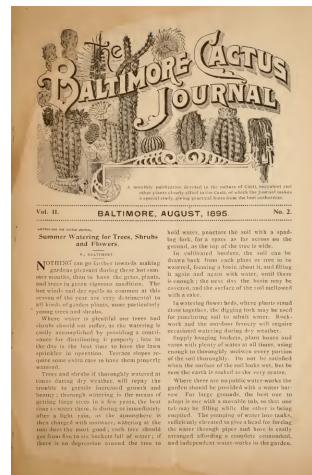 The
BALTIMORE CACTUS
JOURNAL
A monthly publication devoted to the culture of Cacti, succulent and
other plants closely allied to the Cacti, of which the Journal makes
a special study, giving practical hints from the best authorities.
Vol. II.
BALTIMORE, AUGUST, 1895.
No. 2.
WRITTEN FOR THE CACTUS JOURNAL.
Summer Watering for Trees, Shrubs
and Flowers.
NOTHING can go further towards making
gardens pleasant during these hot sum-
mer months, than to have the grass, plants,
and trees in green vigorous condition. The
hot winds and dry spells so common at this
season of the year are very detrimental to
all kinds of garden plants, more particularly
young trees and shrubs.
Where water is plentiful our trees and
shrubs should not suffer, as the watering is
easily accomplished by providing a conti-
vance for distributing it properly; late in
the day is the best time to have the lawn
sprinkler in operation. Terrace slopes re-
quire some extra care to have them properly
watered.
Trees and shrubs if thoroughly watered at
times during dry weather, will repay the
trouble to greatly increased growth and
beauty; thorough watering is the means of
getting large trees in a few years, the best
time to water them, is during or immediately
after a light rain, as the atmosphere is
then charged with moisture, watering at the
sun does the most good; each tree should
get from five to six buckets full of water; if
there is no depression around the tree to
hold water, puncture the soil with a spad-
ing fork, for a space as far across on the
ground, as the top of the tree is wide.
In cultivated borders, the soil can be
drawn back from each plant or tree to be
watered, forming a basin about it, and filling
it again and again with water, until there
is enough; the next day the basin may be
covered, and the surface of the soil mellowed
with a rake.
In watering flower beds, where plants stand
close together, the digging fork may be used
for puncturing soil to admit water. Rock-
work and the outdoor fernery will require
occasional watering during dry weather.
Supply hanging baskets, plant boxes and
vases with plenty of water at all times, using
enough to thoroughly moisten every portion
of the soil thoroughly. Do not be satisfied
when the surface of the soil looks wet, but be
sure the earth is soaked to the very center.
Where there are no public water-works the
garden should be provided with a water bar-
row. For large grounds, the best one to
adopt is one with a movable tub, so that one
tub may be filling while the other is being
emptied. The pumping of water into tanks,
sufficiently elevated to give a head for forcing
the water through pipes and hose is easily
arranged affording a complete connected,
and independent water-works in the garden.